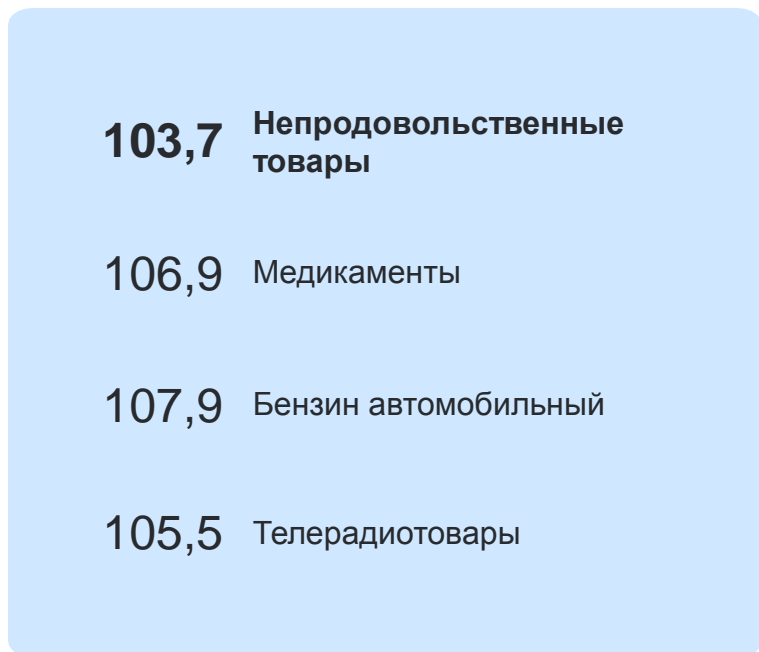 103,7 Непродовольственные
товары
106,9 Медикаменты
107,9 Бензин автомобильный
105,5 Телерадиотовары